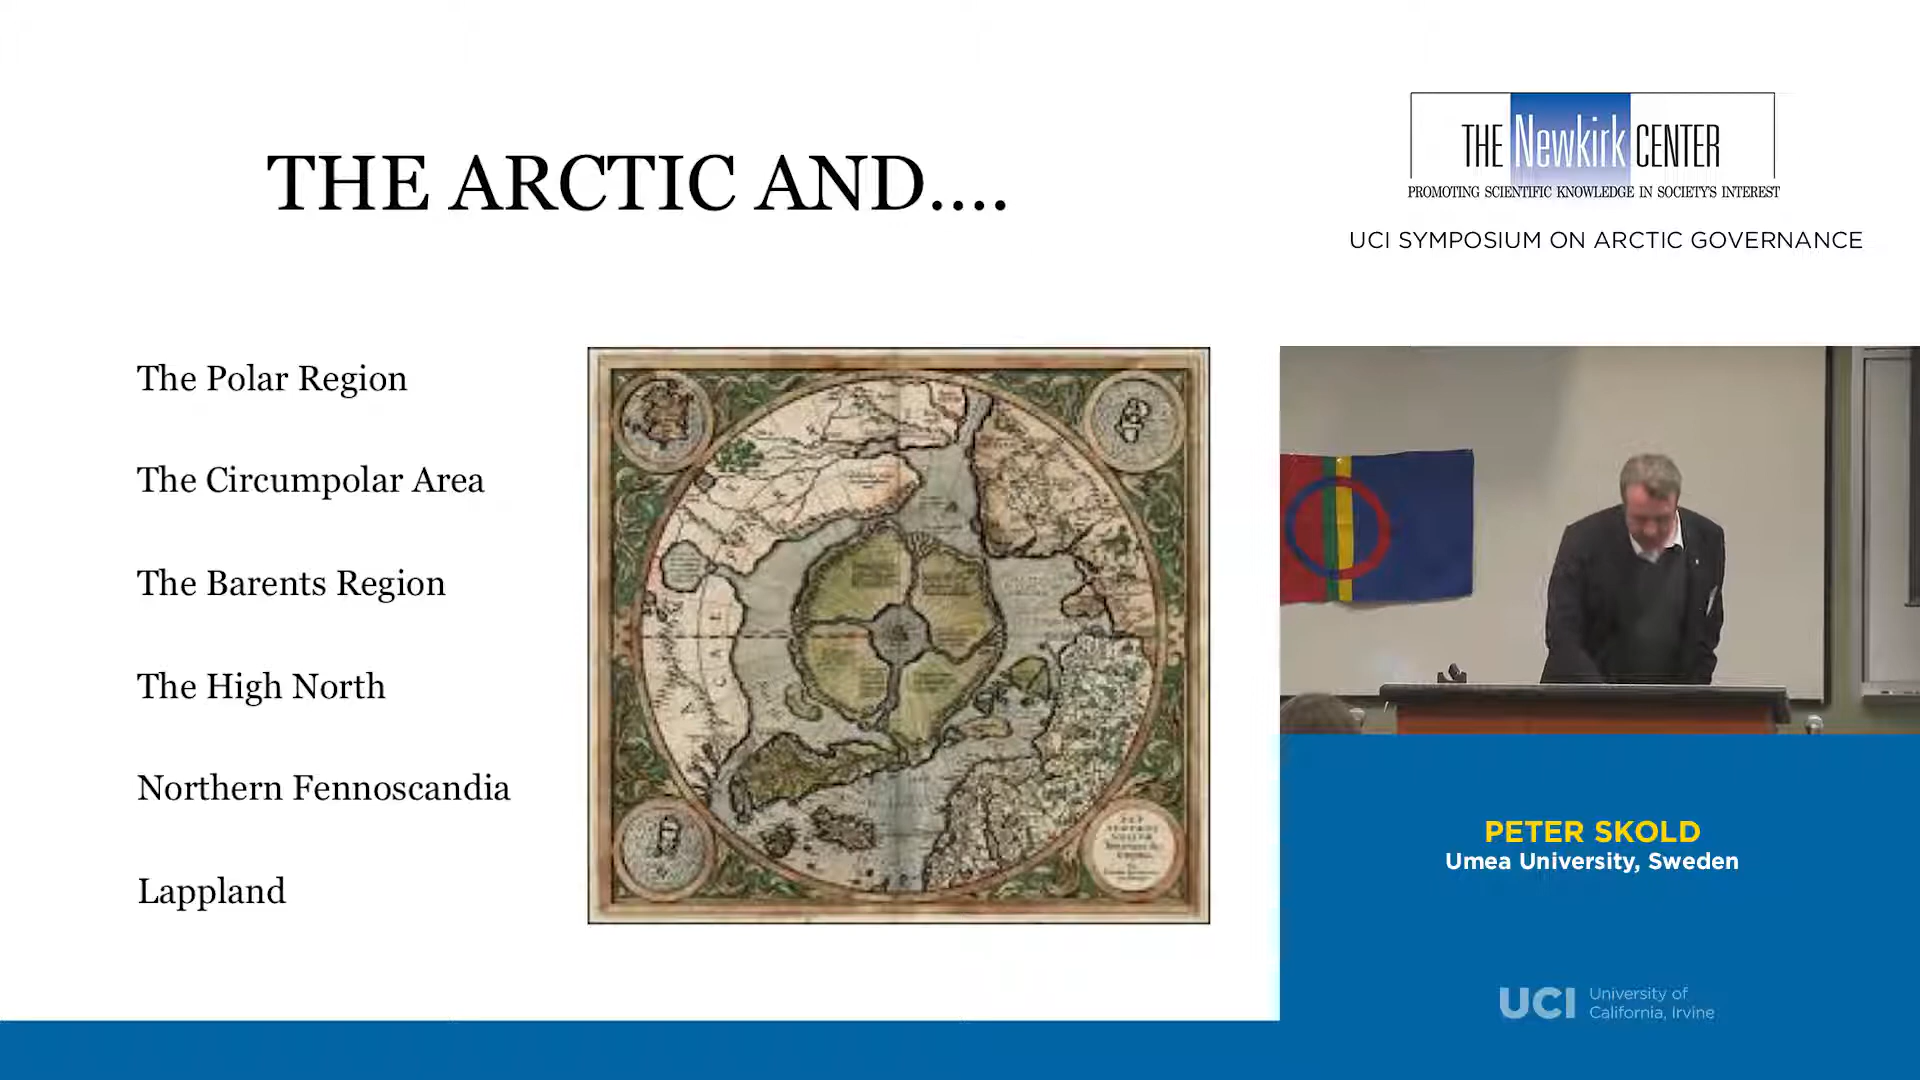 THE ARCTIC AND....
THE Newkirk CENTER
PROMOTING SCIENTIFIC KNOWLEDGE IN SOCIETY'S INTEREST
UCI SYMPOSIUM ON ARCTIC GOVERNANCE
The Polar Region
The Circumpolar Area
The Barents Region
The High North
Northern Fennoscandia
Lappland
PETER SKOLD
Umea University, Sweden
UCI University of
California, Irvine